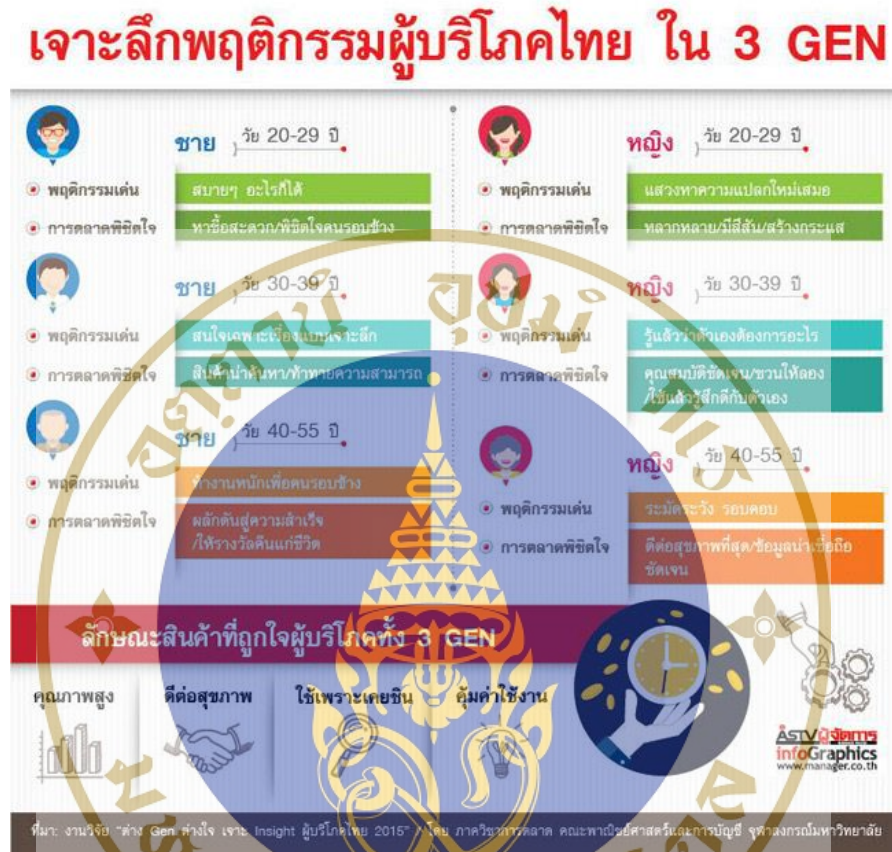 เจาะลึกพฤติกรรมผู้บริโภคไทย ใน 3 GEN
ชาย วัย 20-29 ปี
พฤติกรรมเด่น สบายๆ อะไรก็ได้
การตลาดพิชิตใจ หาซื้อสะดวก/พิชิตใจคนรอบข้าง
หญิง วัย 20-29 ปี
พฤติกรรมเด่น แสวงหาความแปลกใหม่เสมอ
การตลาดพิชิตใจ หลากหลาย/มีสีสัน/สร้างกระแส
ชาย วัย 30-39 ปี
พฤติกรรมเด่น สนใจเฉพาะเรื่องแบบเจาะลึก
การตลาดพิชิตใจ สินค้าน่าค้นหา/ท้าทายความสามารถ
หญิง วัย 30-39 ปี
พฤติกรรมเด่น รู้แล้วว่าตัวเองต้องการอะไร
การตลาดพิชิตใจ คุณสมบัติชัดเจน/ชวนให้ลอง
/ใช้แล้วรู้สึกดีกับตัวเอง
ชาย วัย 40-55 ปี
พฤติกรรมเด่น ทำงานหนักเพื่อคนรอบข้าง
การตลาดพิชิตใจ ผลักดันสู่ความสำเร็จ
/ให้รางวัลคืนแก่ชีวิต
หญิง วัย 40-55 ปี
พฤติกรรมเด่น ระมัดระวัง รอบคอบ
การตลาดพิชิตใจ ดีต่อสุขภาพที่สุด/ข้อมูลน่าเชื่อถือ
ชัดเจน
ลักษณะสินค้าที่ถูกใจผู้บริโภคทั้ง 3 GEN
คุณภาพสูง ดีต่อสุขภาพ ใช้เพราะเคยชิน คุ้มค่าใช้งาน
ASTV ผู้จัดการ
infoGraphics
www.manager.co.th
ที่มา: งานวิจัย "ต่าง Gen ต่างใจ เจาะ Insight ผู้บริโภคไทย 2015" / โดย ภาควิชาการตลาด คณะพาณิชย์ศาสตร์และการบัญชี จุฬาลงกรณ์มหาวิทยาลัย